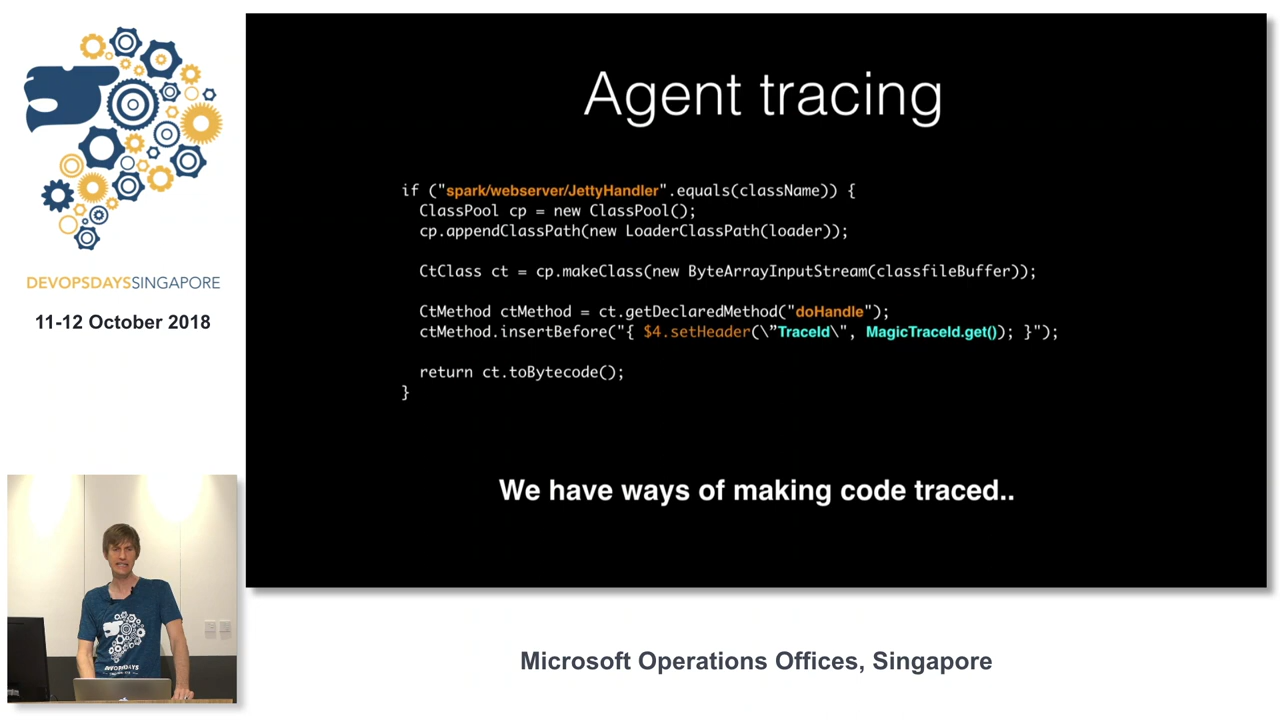 Agent tracing
if ("spark/webserver/JettyHandler".equals(className)) {
ClassPool cp = new ClassPool();
cp.appendClassPath(new LoaderClassPath(loader));
CtClass ct = cp.makeClass(new ByteArrayInputStream(classfileBuffer));
CtMethod ctMethod = ct.getDeclaredMethod("doHandle");
ctMethod.insertBefore("{ $4.setHeader(\”TraceId\", MagicTraceId.get()); }");
return ct.toBytecode();
}
We have ways of making code traced..
DEVOPSDAYSSINGAPORE
11-12 October 2018
Microsoft Operations Offices, Singapore